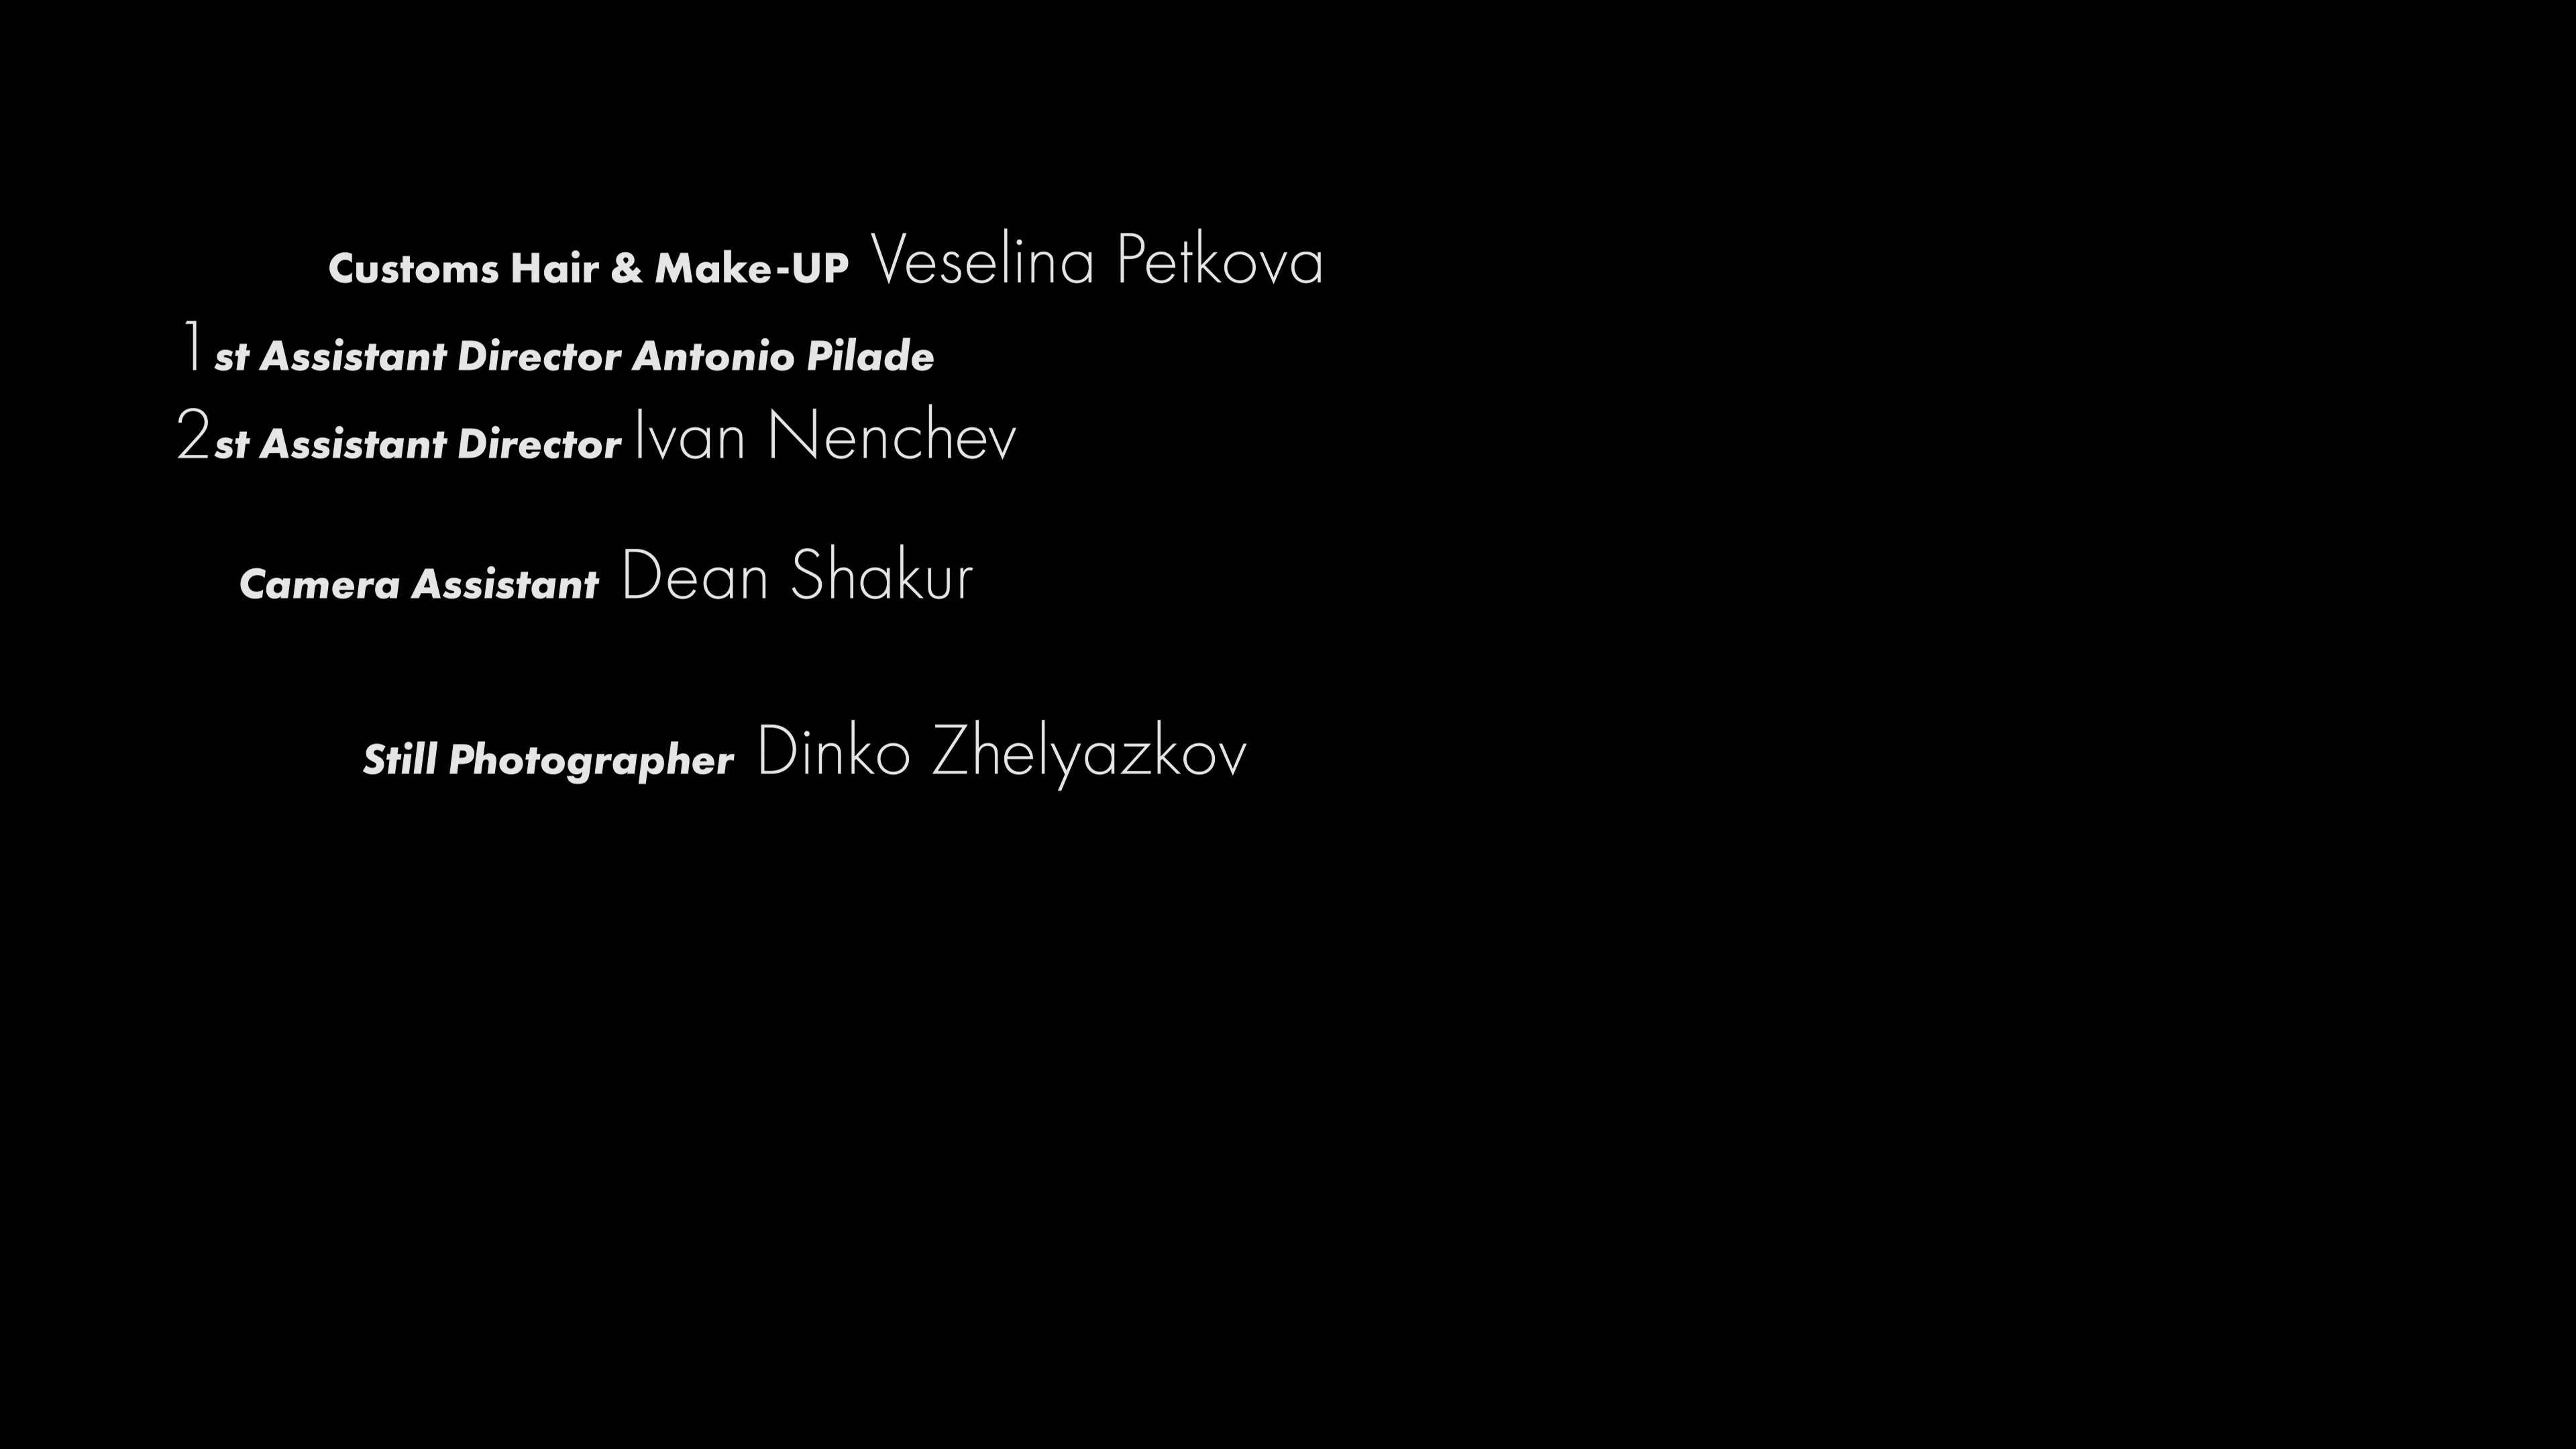 Customs Hair & Make-UP Veselina Petkova
1st Assistant Director Antonio Pilade
2st Assistant Director Ivan Nenchev
Camera Assistant Dean Shakur
Still Photographer Dinko Zhelyazkov